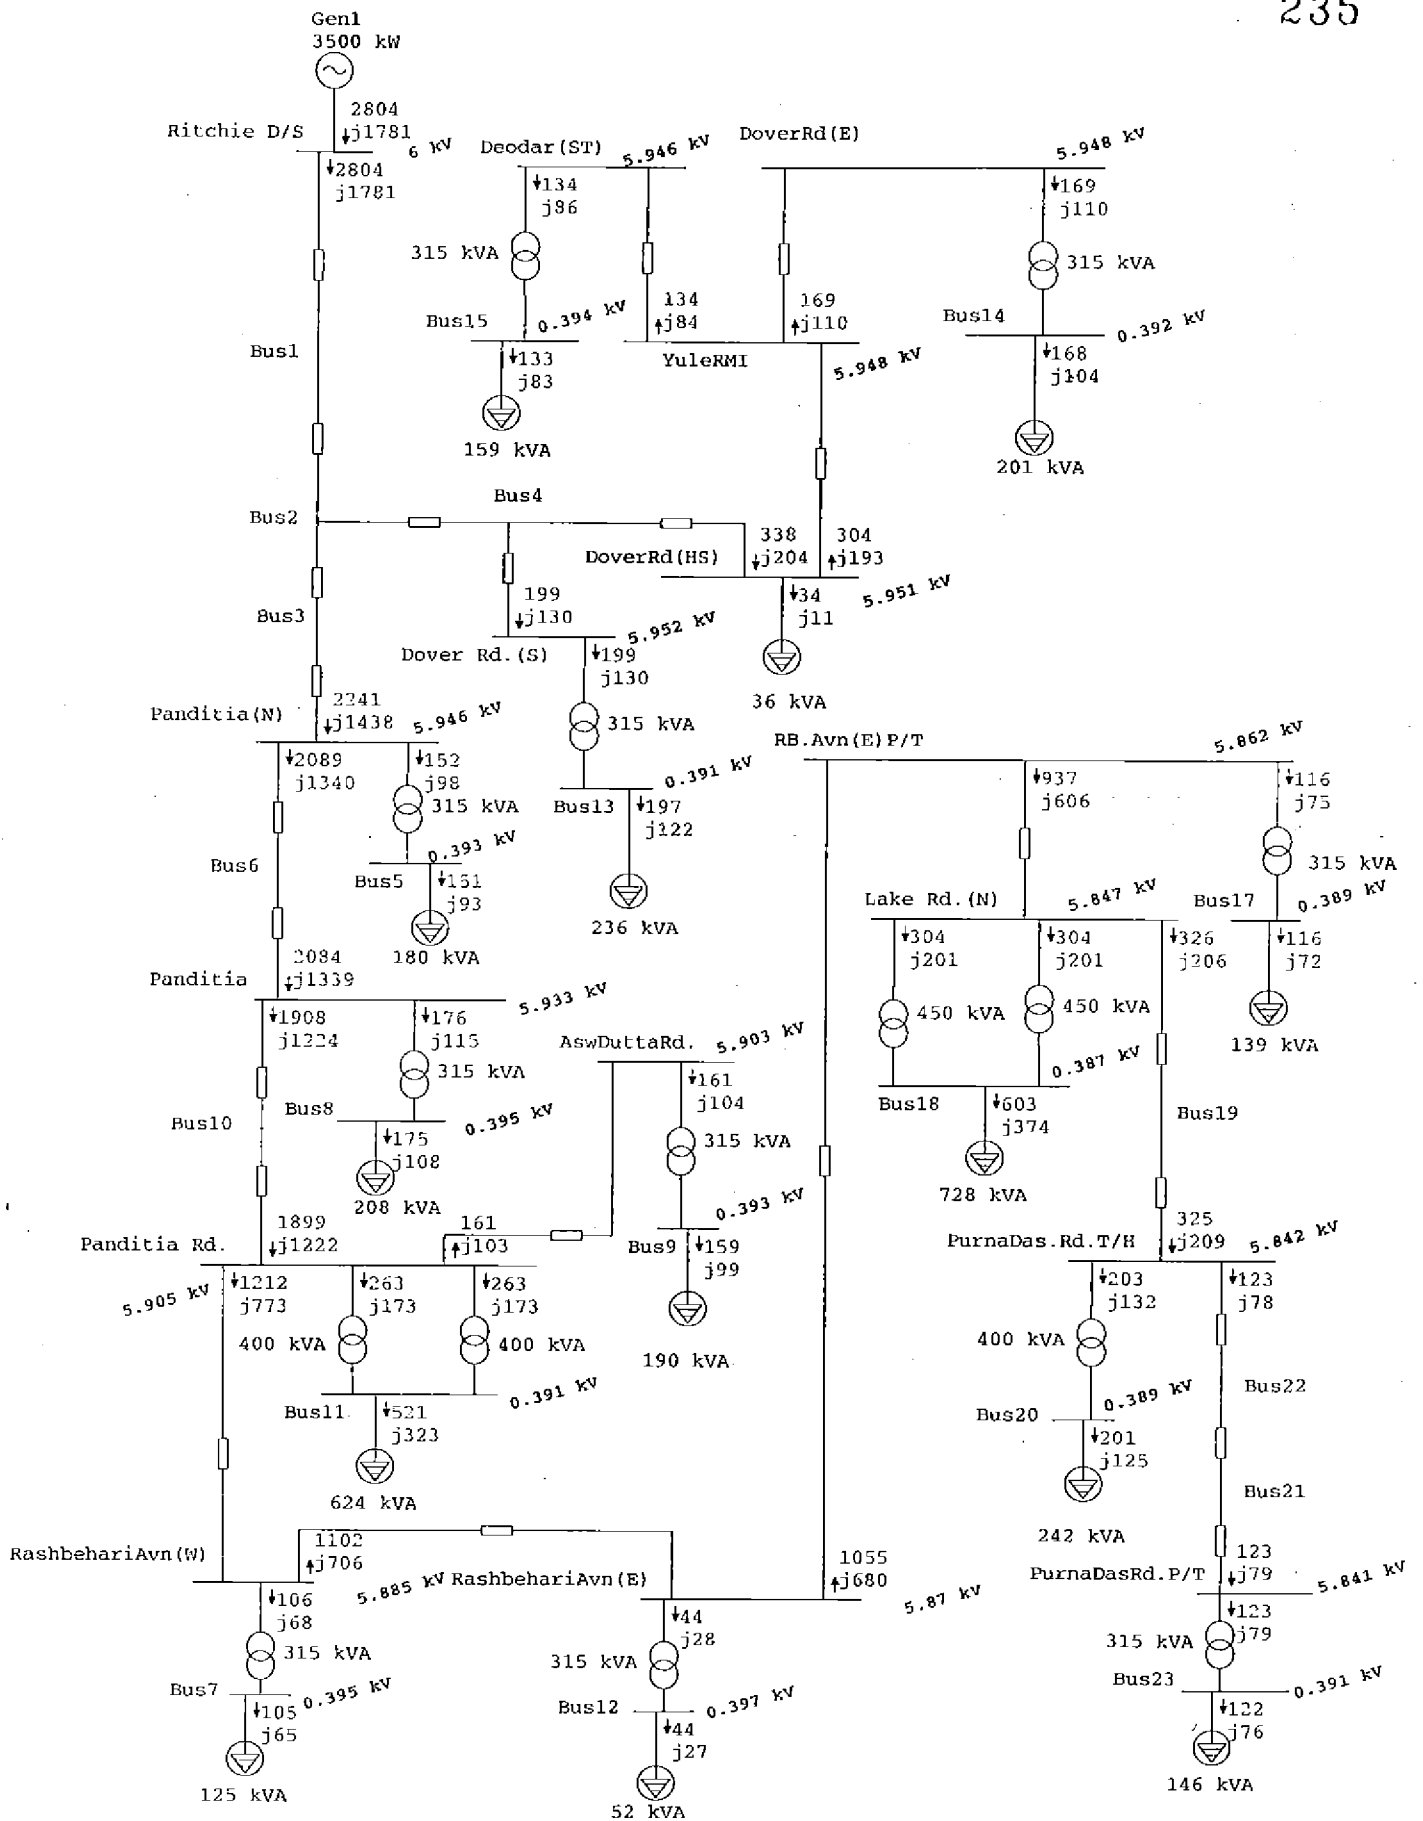 235
Gen1
3500 kW
2804
j1781
Ritchie D/S
6 kV
2804
j1781
Deodar(ST)
5.946 kV
DoverRd(E)
5.948 kV
134
j86
169
j110
315 kVA
315 kVA
134
j84
169
j110
Bus15
0.394 kV
Bus14
0.392 kV
Bus1
133
j83
YuleRMI
5.948 kV
168
j104
159 kVA
201 kVA
Bus4
Bus2
338
j204
304
j193
DoverRd(HS)
5.951 kV
34
j11
199
j130
Bus3
5.952 kV
Dover Rd.(S)
199
j130
36 kVA
2241
j1438
Panditia(N)
5.946 kV
315 kVA
RB.Avn(E)P/T
5.862 kV
2089
j1340
152
j98
0.391 kV
937
j606
116
j75
315 kVA
Bus13
197
j122
0.393 kV
Bus6
Bus5
151
j93
315 kVA
Lake Rd.(N)
5.847 kV
Bus17
0.389 kV
236 kVA
180 kVA
304
j201
304
j201
326
j206
116
j72
2084
j1339
Panditia
5.933 kV
450 kVA
450 kVA
1908
j1224
176
j115
AswDuttaRd.
5.903 kV
139 kVA
315 kVA
161
j104
0.387 kV
Bus8
0.395 kV
Bus18
603
j374
Bus19
Bus10
175
j108
315 kVA
208 kVA
728 kVA
0.393 kV
1899
j1222
161
j103
325
j209
Panditia Rd.
Bus9
159
j99
PurnaDas.Rd.T/H
5.842 kV
5.905 kV
1212
j773
263
j173
263
j173
203
j132
123
j78
400 kVA
400 kVA
190 kVA
400 kVA
0.391 kV
0.389 kV
Bus22
Bus11
521
j323
Bus20
201
j125
624 kVA
Bus21
242 kVA
1102
j706
RashbehariAvn(W)
1055
j680
123
j79
5.885 kV
RashbehariAvn(E)
5.87 kV
PurnaDasRd.P/T
5.841 kV
106
j68
44
j28
123
j79
315 kVA
315 kVA
315 kVA
Bus7
0.395 kV
Bus12
0.397 kV
Bus23
0.391 kV
105
j65
44
j27
122
j76
125 kVA
52 kVA
146 kVA